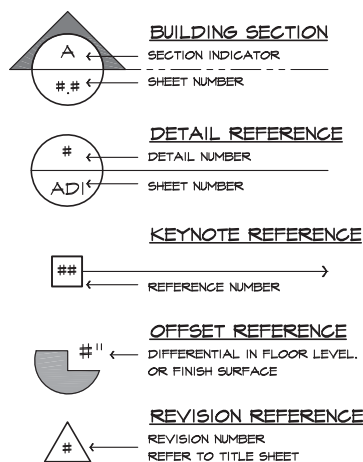 BUILDING SECTION
A
SECTION INDICATOR
#.#
SHEET NUMBER
DETAIL REFERENCE
#
DETAIL NUMBER
AD1
SHEET NUMBER
KEYNOTE REFERENCE
##
REFERENCE NUMBER
OFFSET REFERENCE
#"
DIFFERENTIAL IN FLOOR LEVEL.
OR FINISH SURFACE
REVISION REFERENCE
REVISION NUMBER
#
REFER TO TITLE SHEET